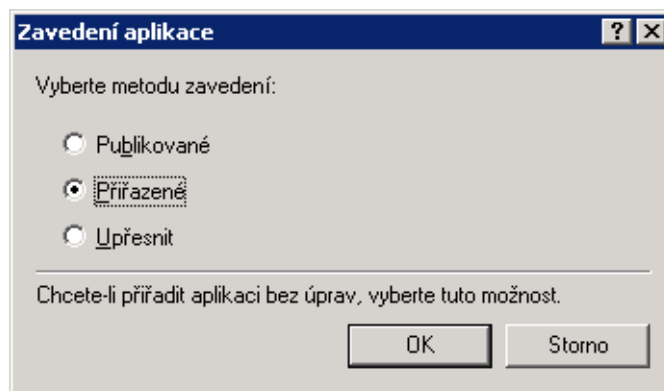 Zavedení aplikace
Vyberte metodu zavedení:
Publikované
Přiřazené
Upřesnit
Chcete-li přiřadit aplikaci bez úprav, vyberte tuto možnost.
OK Storno